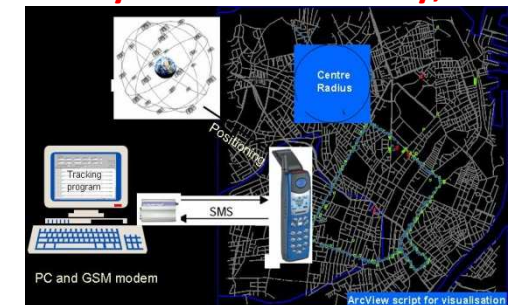 Centre
Radius
Positioning
Tracking
program
SMS
PC and GSM modem
ArcView script for visualisation